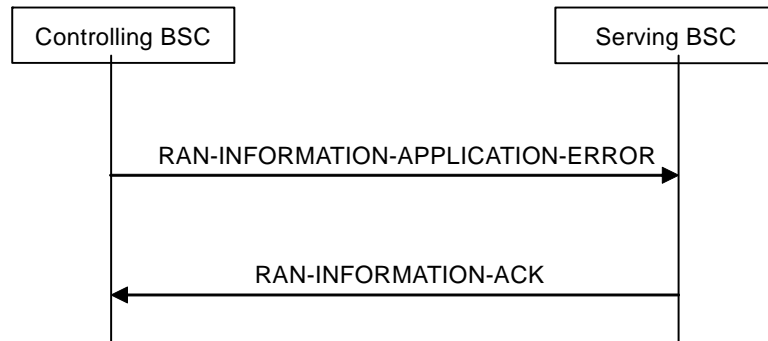 Controlling BSC
Serving BSC
RAN-INFORMATION-APPLICATION-ERROR
RAN-INFORMATION-ACK